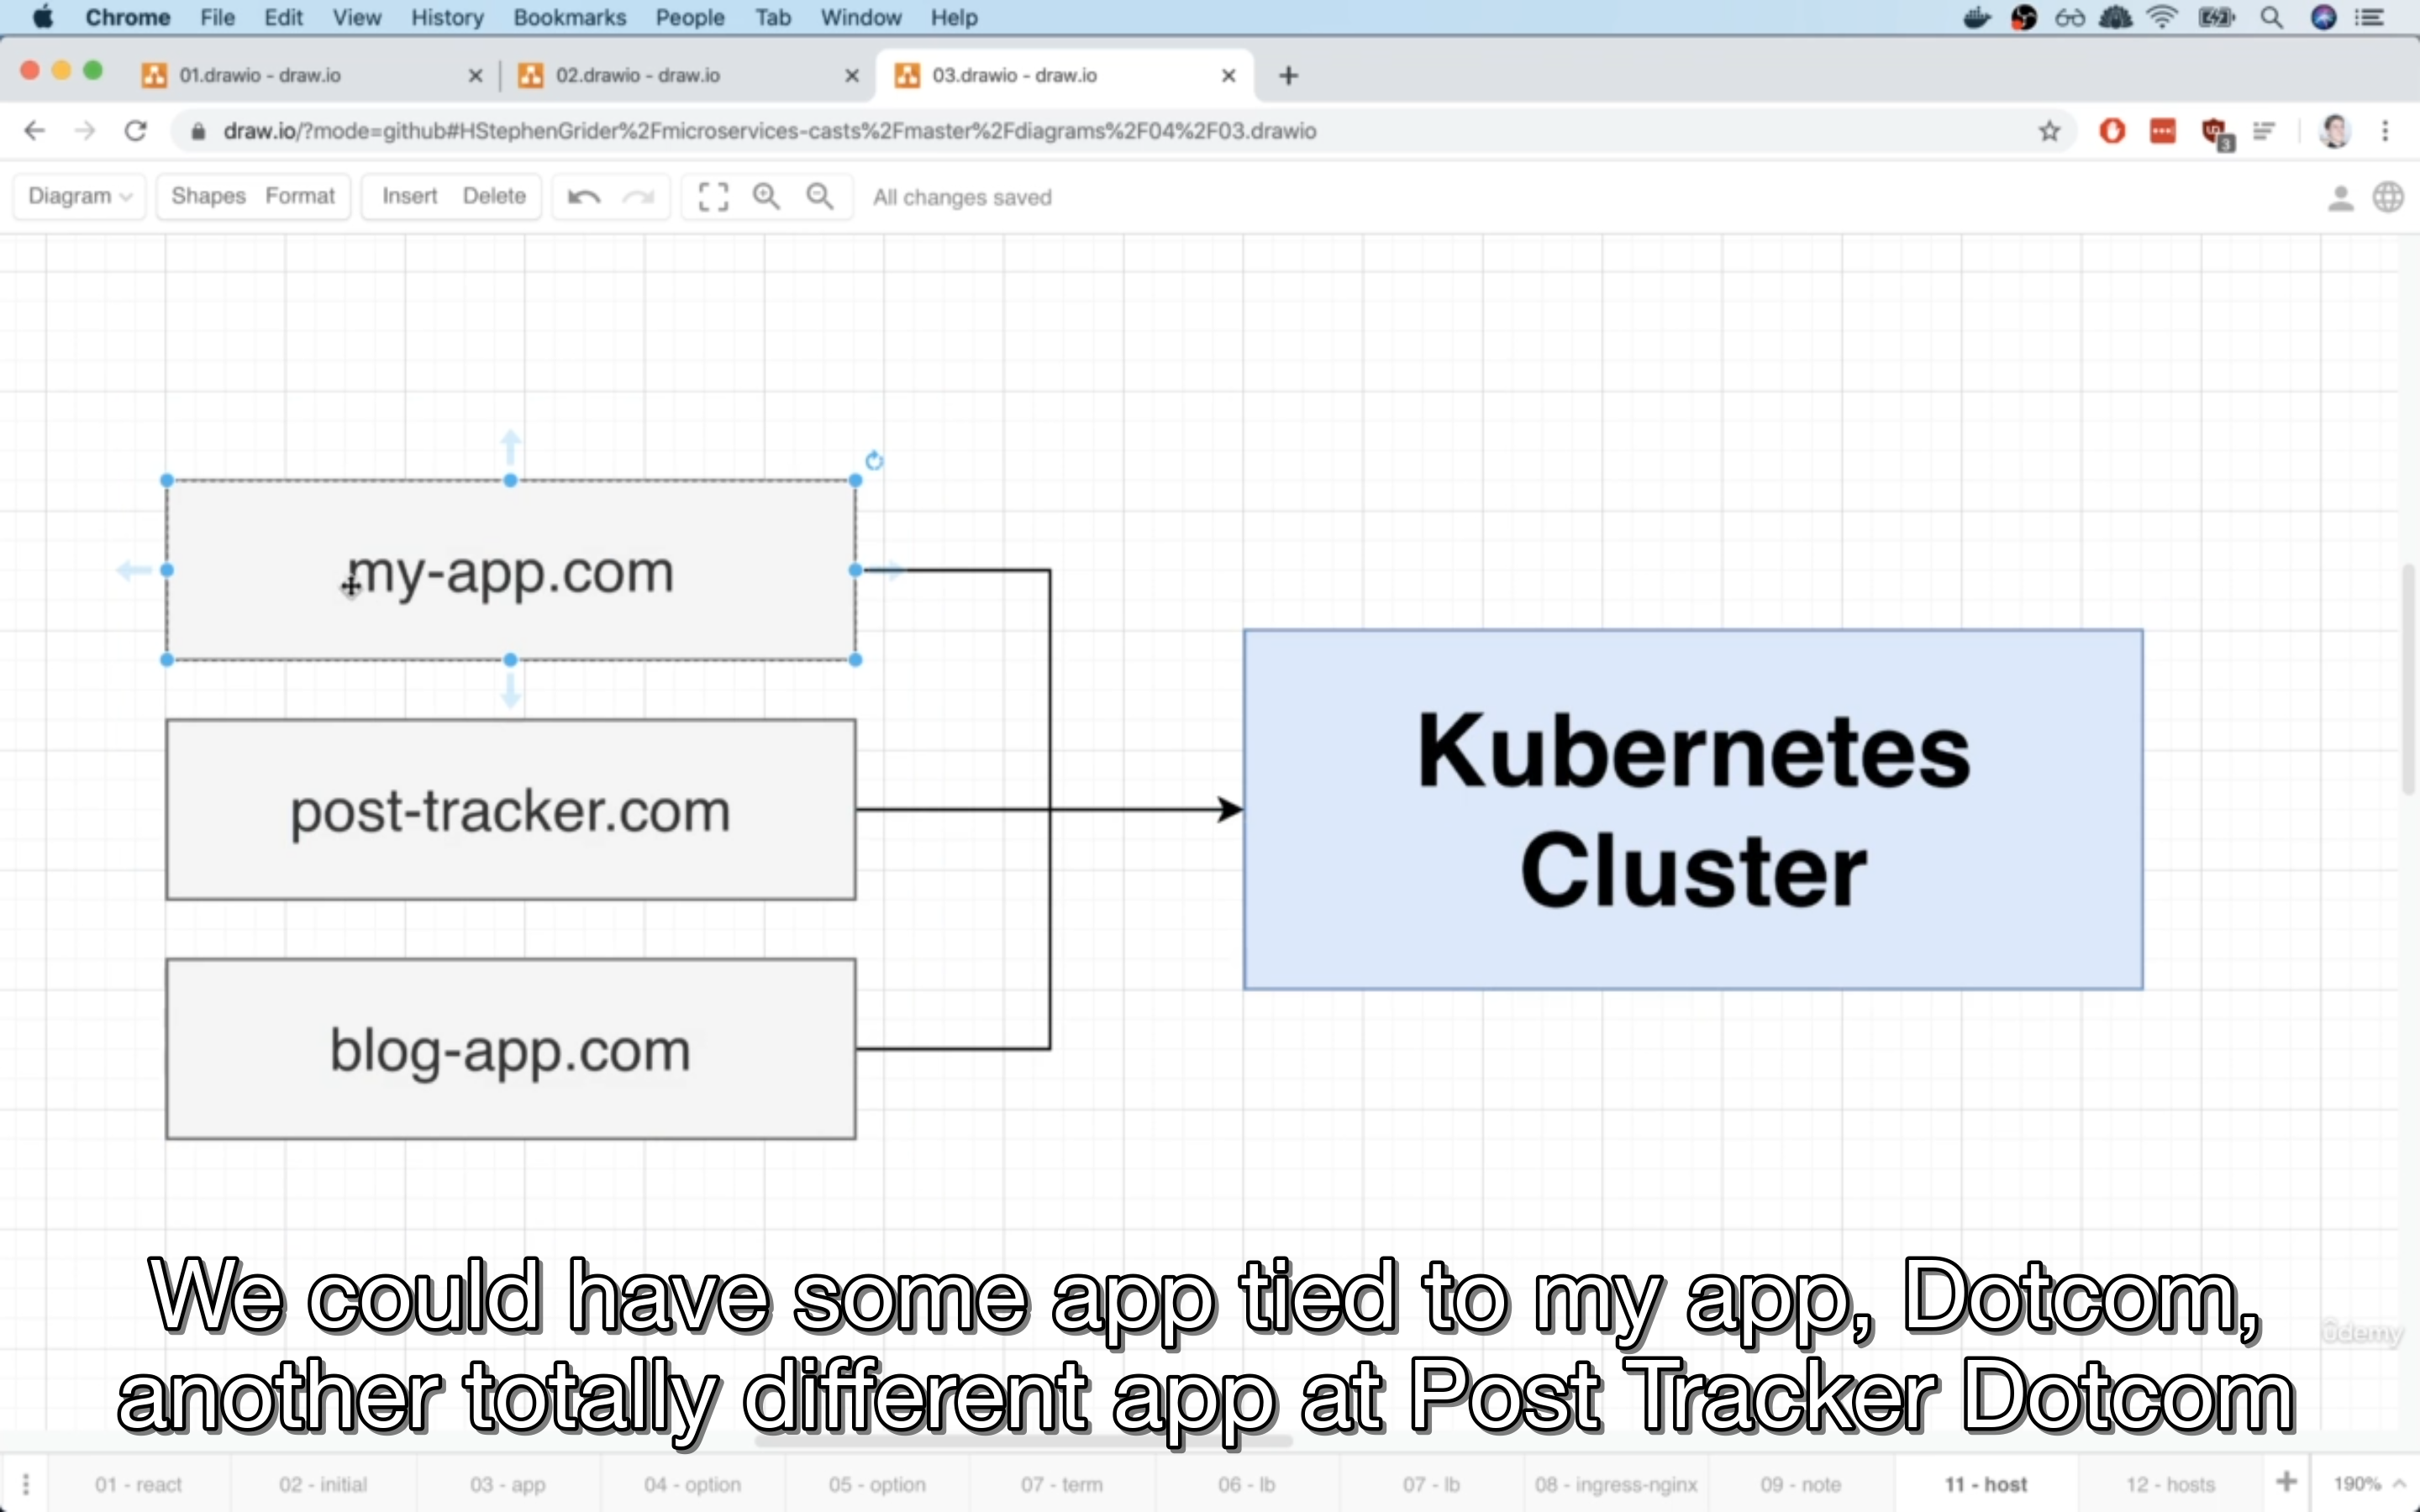 Chrome File Edit View History Bookmarks People Tab Window Help
01.drawio - draw.io 02.drawio - draw.io 03.drawio - draw.io
draw.io/?mode=github#HStephenGrider%2Fmicroservices-casts%2Fmaster%2Fdiagrams%2F04%2F03.drawio
3
Diagram Shapes Format Insert Delete All changes saved
my-app.com
post-tracker.com
blog-app.com
Kubernetes
Cluster
We could have some app tied to my app, Dotcom,
another totally different app at Post Tracker Dotcom
ûdemy
01 - react 02 - initial 03 - app 04 - option 05 - option 07 - term 06 - lb 07 - lb 08 - ingress-nginx 09 - note 11 - host 12 - hosts 190%